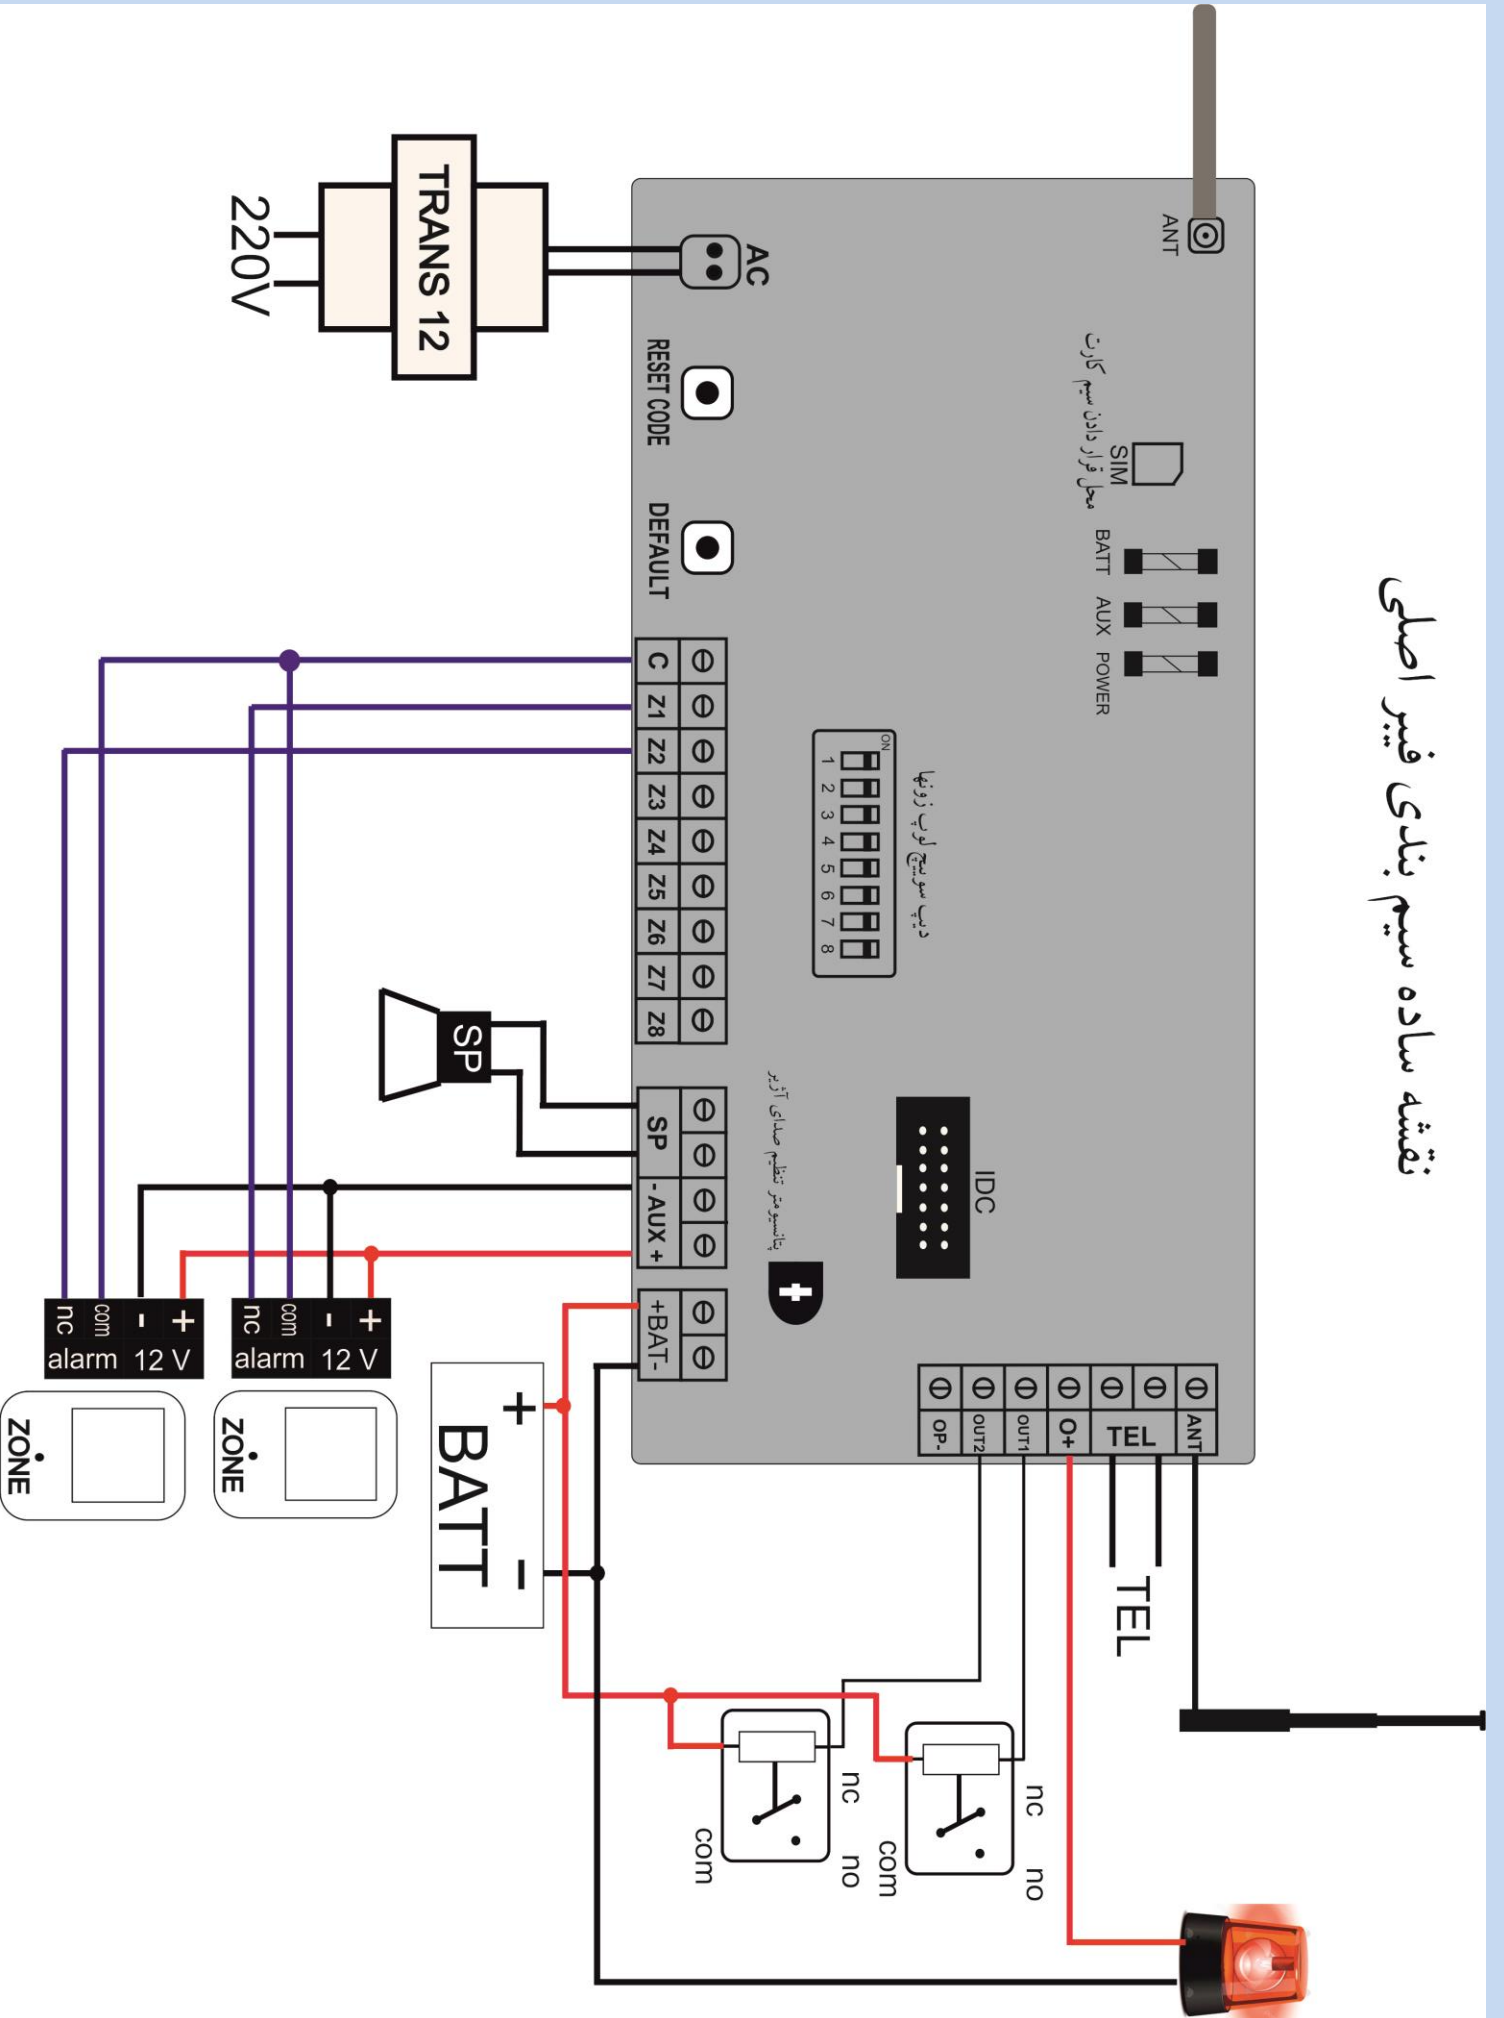 نقشه ساده سیم بندی فیبر اصلی
ANT
محل قرار دادن سیم کارت
SIM
BATT
AUX
POWER
AC
TRANS 12
220V
RESET CODE
DEFAULT
دیپ سوییچ لوپ زونها
ON
1 2 3 4 5 6 7 8
IDC
پتانسیومتر تنظیم صدای آژیر
C Z1 Z2 Z3 Z4 Z5 Z6 Z7 Z8
SP
- AUX +
+BAT-
SP
ANT
TEL
O+
OUT1
OUT2
OP-
TEL
+ -
BATT
nc no
com
nc no
com
nc com - +
alarm 12 V
ZONE
nc com - +
alarm 12 V
ZONE